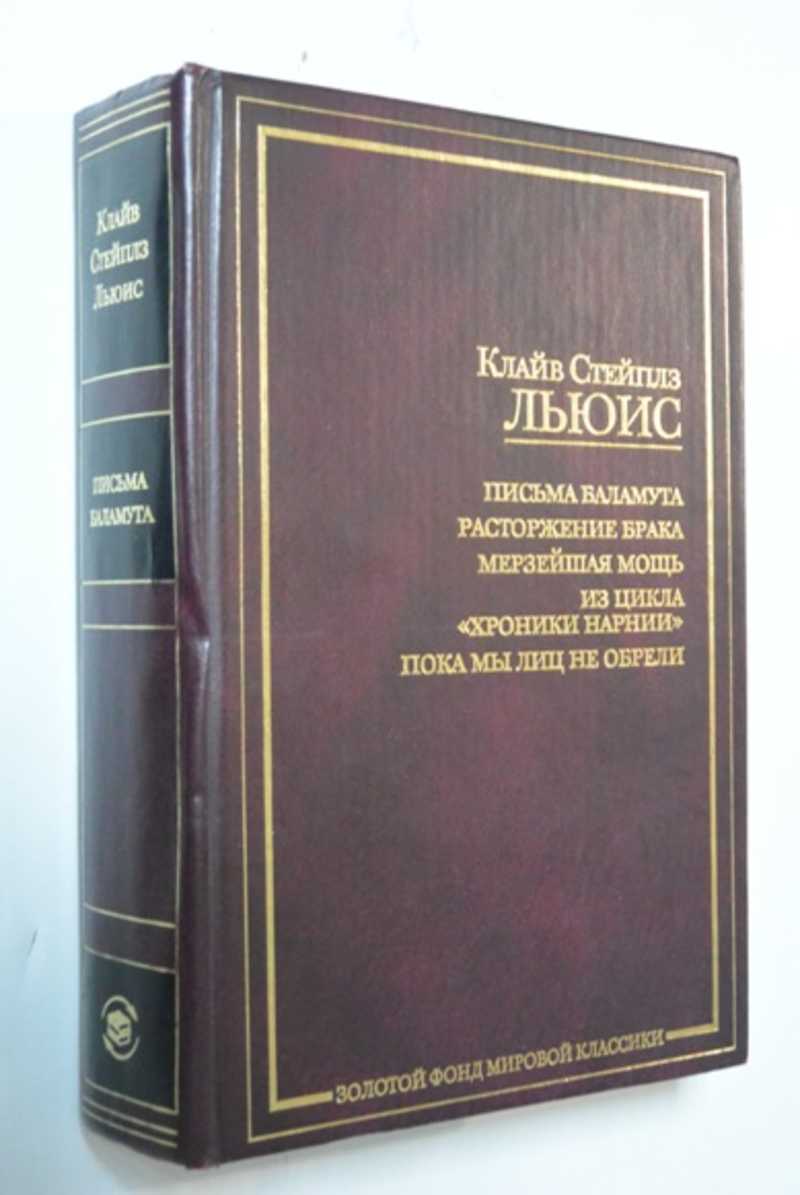 Клайв
Стейплз
Льюис
ПИСЬМА
БАЛАМУТА
Клайв Стейплз
ЛЬЮИС
ПИСЬМА БАЛАМУТА
РАСТОРЖЕНИЕ БРАКА
МЕРЗЕЙШАЯ МОЩЬ
ИЗ ЦИКЛА
«ХРОНИКИ НАРНИИ»
ПОКА МЫ ЛИЦ НЕ ОБРЕЛИ
ЗОЛОТОЙ ФОНД МИРОВОЙ КЛАССИКИ